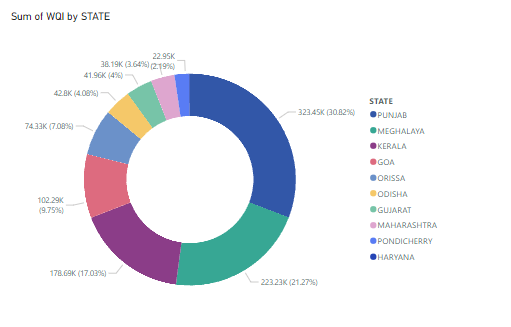 Sum of WQI by STATE
22.95K
(2.19%)
38.19K (3.64%)
41.96K (4%)
42.8K (4.08%)
74.33K (7.08%)
102.29K
(9.75%)
178.69K (17.03%)
223.23K (21.27%)
323.45K (30.82%)
STATE
PUNJAB
MEGHALAYA
KERALA
GOA
ORISSA
ODISHA
GUJARAT
MAHARASHTRA
PONDICHERRY
HARYANA